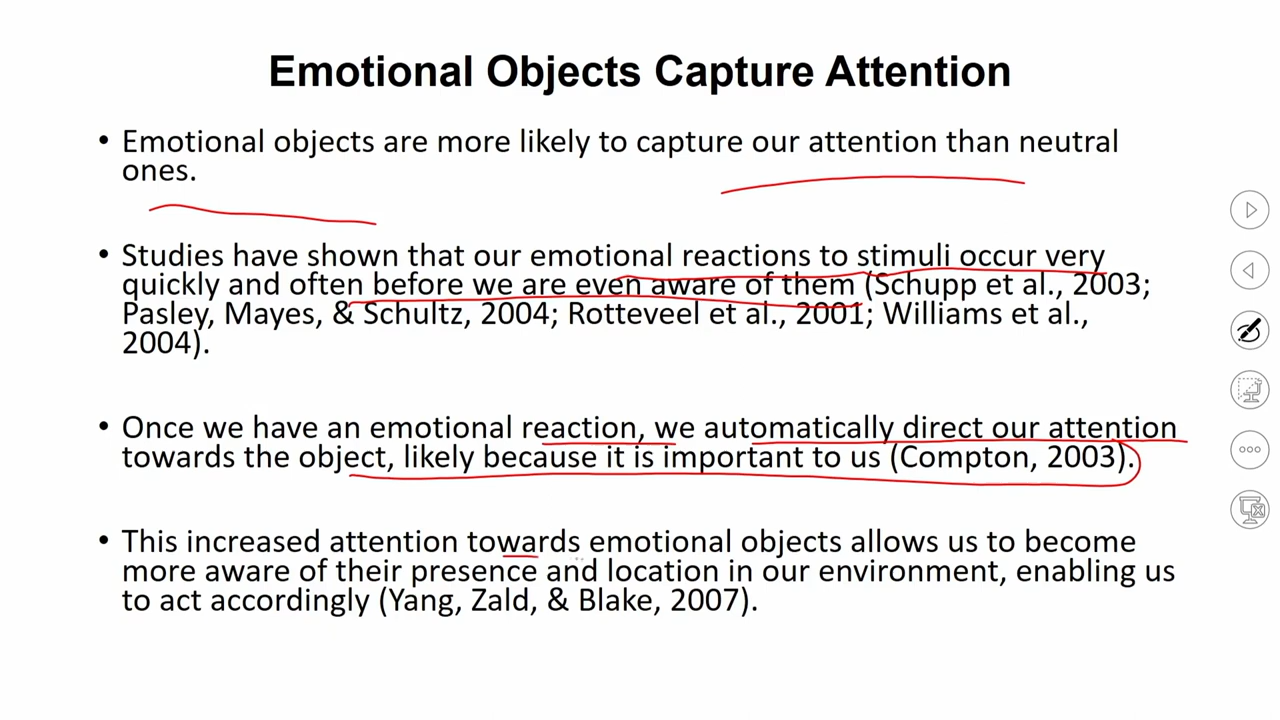 Emotional Objects Capture Attention
• Emotional objects are more likely to capture our attention than neutral
ones.
• Studies have shown that our emotional reactions to stimuli occur very
quickly and often before we are even aware of them (Schupp et al., 2003;
Pasley, Mayes, & Schultz, 2004; Rotteveel et al., 2001; Williams et al.,
2004).
• Once we have an emotional reaction, we automatically direct our attention
towards the object, likely because it is important to us (Compton, 2003).
• This increased attention towards emotional objects allows us to become
more aware of their presence and location in our environment, enabling us
to act accordingly (Yang, Zald, & Blake, 2007).